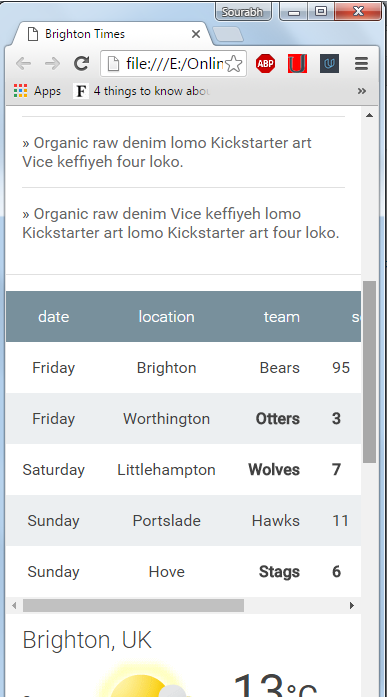 Sourabh
Brighton Times
file:///E:/Onlin
ABP
Apps
F 4 things to know abou
»
» Organic raw denim lomo Kickstarter art
Vice keffiyeh four loko.
» Organic raw denim Vice keffiyeh lomo
Kickstarter art lomo Kickstarter art four loko.
date location team s
Friday Brighton Bears 95
Friday Worthington Otters 3
Saturday Littlehampton Wolves 7
Sunday Portslade Hawks 11
Sunday Hove Stags 6
Brighton, UK
13°C